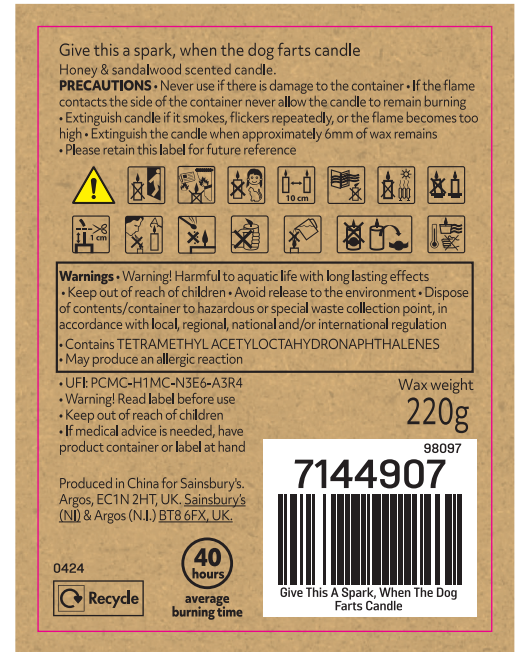 Give this a spark, when the dog farts candle
Honey & sandalwood scented candle.
PRECAUTIONS • Never use if there is damage to the container • If the flame
contacts the side of the container never allow the candle to remain burning
• Extinguish candle if it smokes, flickers repeatedly, or the flame becomes too
high • Extinguish the candle when approximately 6mm of wax remains
• Please retain this label for future reference
10 cm
1 cm
Warnings • Warning! Harmful to aquatic life with long lasting effects
• Keep out of reach of children • Avoid release to the environment • Dispose
of contents/container to hazardous or special waste collection point, in
accordance with local, regional, national and/or international regulation
• Contains TETRAMETHYL ACETYLOCTAHYDRONAPHTHALENES
• May produce an allergic reaction
• UFI: PCMC-H1MC-N3E6-A3R4
• Warning! Read label before use
• Keep out of reach of children
• If medical advice is needed, have
product container or label at hand
Wax weight
220g
Produced in China for Sainsbury's.
Argos, EC1N 2HT, UK. Sainsbury's
(NI) & Argos (N.I.) BT8 6FX, UK.
98097
7144907
Give This A Spark, When The Dog
Farts Candle
0424
Recycle
40
hours
average
burning time